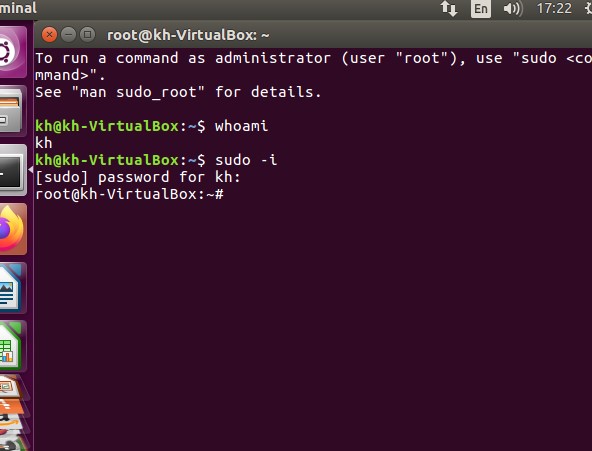 minal
En
17:22
root@kh-VirtualBox: ~
To run a command as administrator (user "root"), use "sudo <co
mmand>".
See "man sudo_root" for details.
kh@kh-VirtualBox:~$ whoami
kh
kh@kh-VirtualBox:~$ sudo -i
[sudo] password for kh:
root@kh-VirtualBox:~#